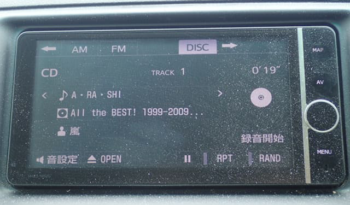 AM FM DISC
MAP
CD TRACK 1 0'19"
AV
A・RA・SHI
All the BEST! 1999-2009...
嵐
録音開始
MENU
音設定 OPEN RPT RAND